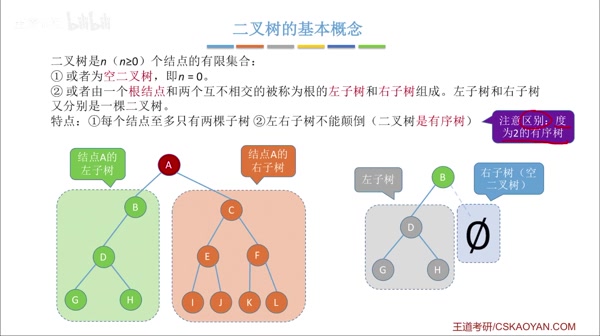 bilibili
二叉树的基本概念
二叉树是n（n≥0）个结点的有限集合：
① 或者为空二叉树，即n = 0。
② 或者由一个根结点和两个互不相交的被称为根的左子树和右子树组成。左子树和右子树
又分别是一棵二叉树。
特点：①每个结点至多只有两棵子树 ②左右子树不能颠倒（二叉树是有序树）
注意区别：度
为2的有序树
结点A的
左子树
结点A的
右子树
左子树
右子树（空
二叉树）
A
B
C
D
E
F
G
H
I
J
K
L
B
D
G
H
Ø
王道考研/CSKAOYAN.COM